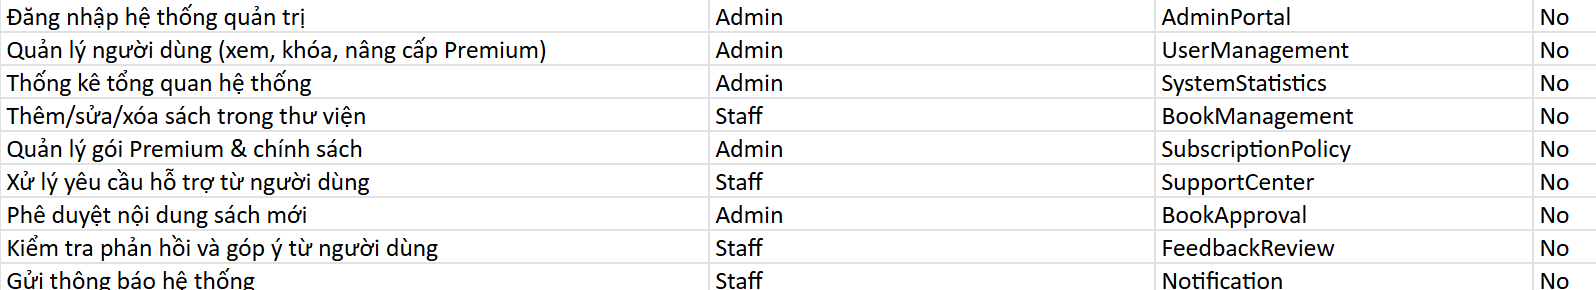 Đăng nhập hệ thống quản trị Admin AdminPortal No
Quản lý người dùng (xem, khóa, nâng cấp Premium) Admin UserManagement No
Thống kê tổng quan hệ thống Admin SystemStatistics No
Thêm/sửa/xóa sách trong thư viện Staff BookManagement No
Quản lý gói Premium & chính sách Admin SubscriptionPolicy No
Xử lý yêu cầu hỗ trợ từ người dùng Staff SupportCenter No
Phê duyệt nội dung sách mới Admin BookApproval No
Kiểm tra phản hồi và góp ý từ người dùng Staff FeedbackReview No
Gửi thông báo hệ thống Staff Notification No